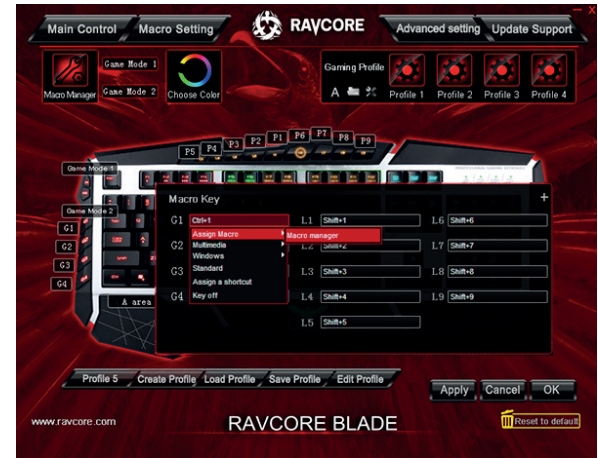 Main Control
Macro Setting
RAVCORE
Advanced setting
Update Support
Macro Manager
Game Mode 1
Game Mode 2
Choose Color
Gaming Profile
A
Profile 1
Profile 2
Profile 3
Profile 4
P5 P4 P3 P2 P1 P6 P7 P8 P9
Game Mode 1
Game Mode 2
G1
G2
G3
G4
A area
Macro Key +
G1 Ctrl+1 L1 Shift+1 L6 Shift+6
Assign Macro Macro manager
G2 Multimedia L2 Shift+2 L7 Shift+7
Windows
G3 Standard L3 Shift+3 L8 Shift+8
Assign a shortcut
G4 Key off L4 Shift+4 L9 Shift+9
L5 Shift+5
Profile 5
Create Profile
Load Profile
Save Profile
Edit Profile
Apply
Cancel
OK
www.ravcore.com
RAVCORE BLADE
Reset to default